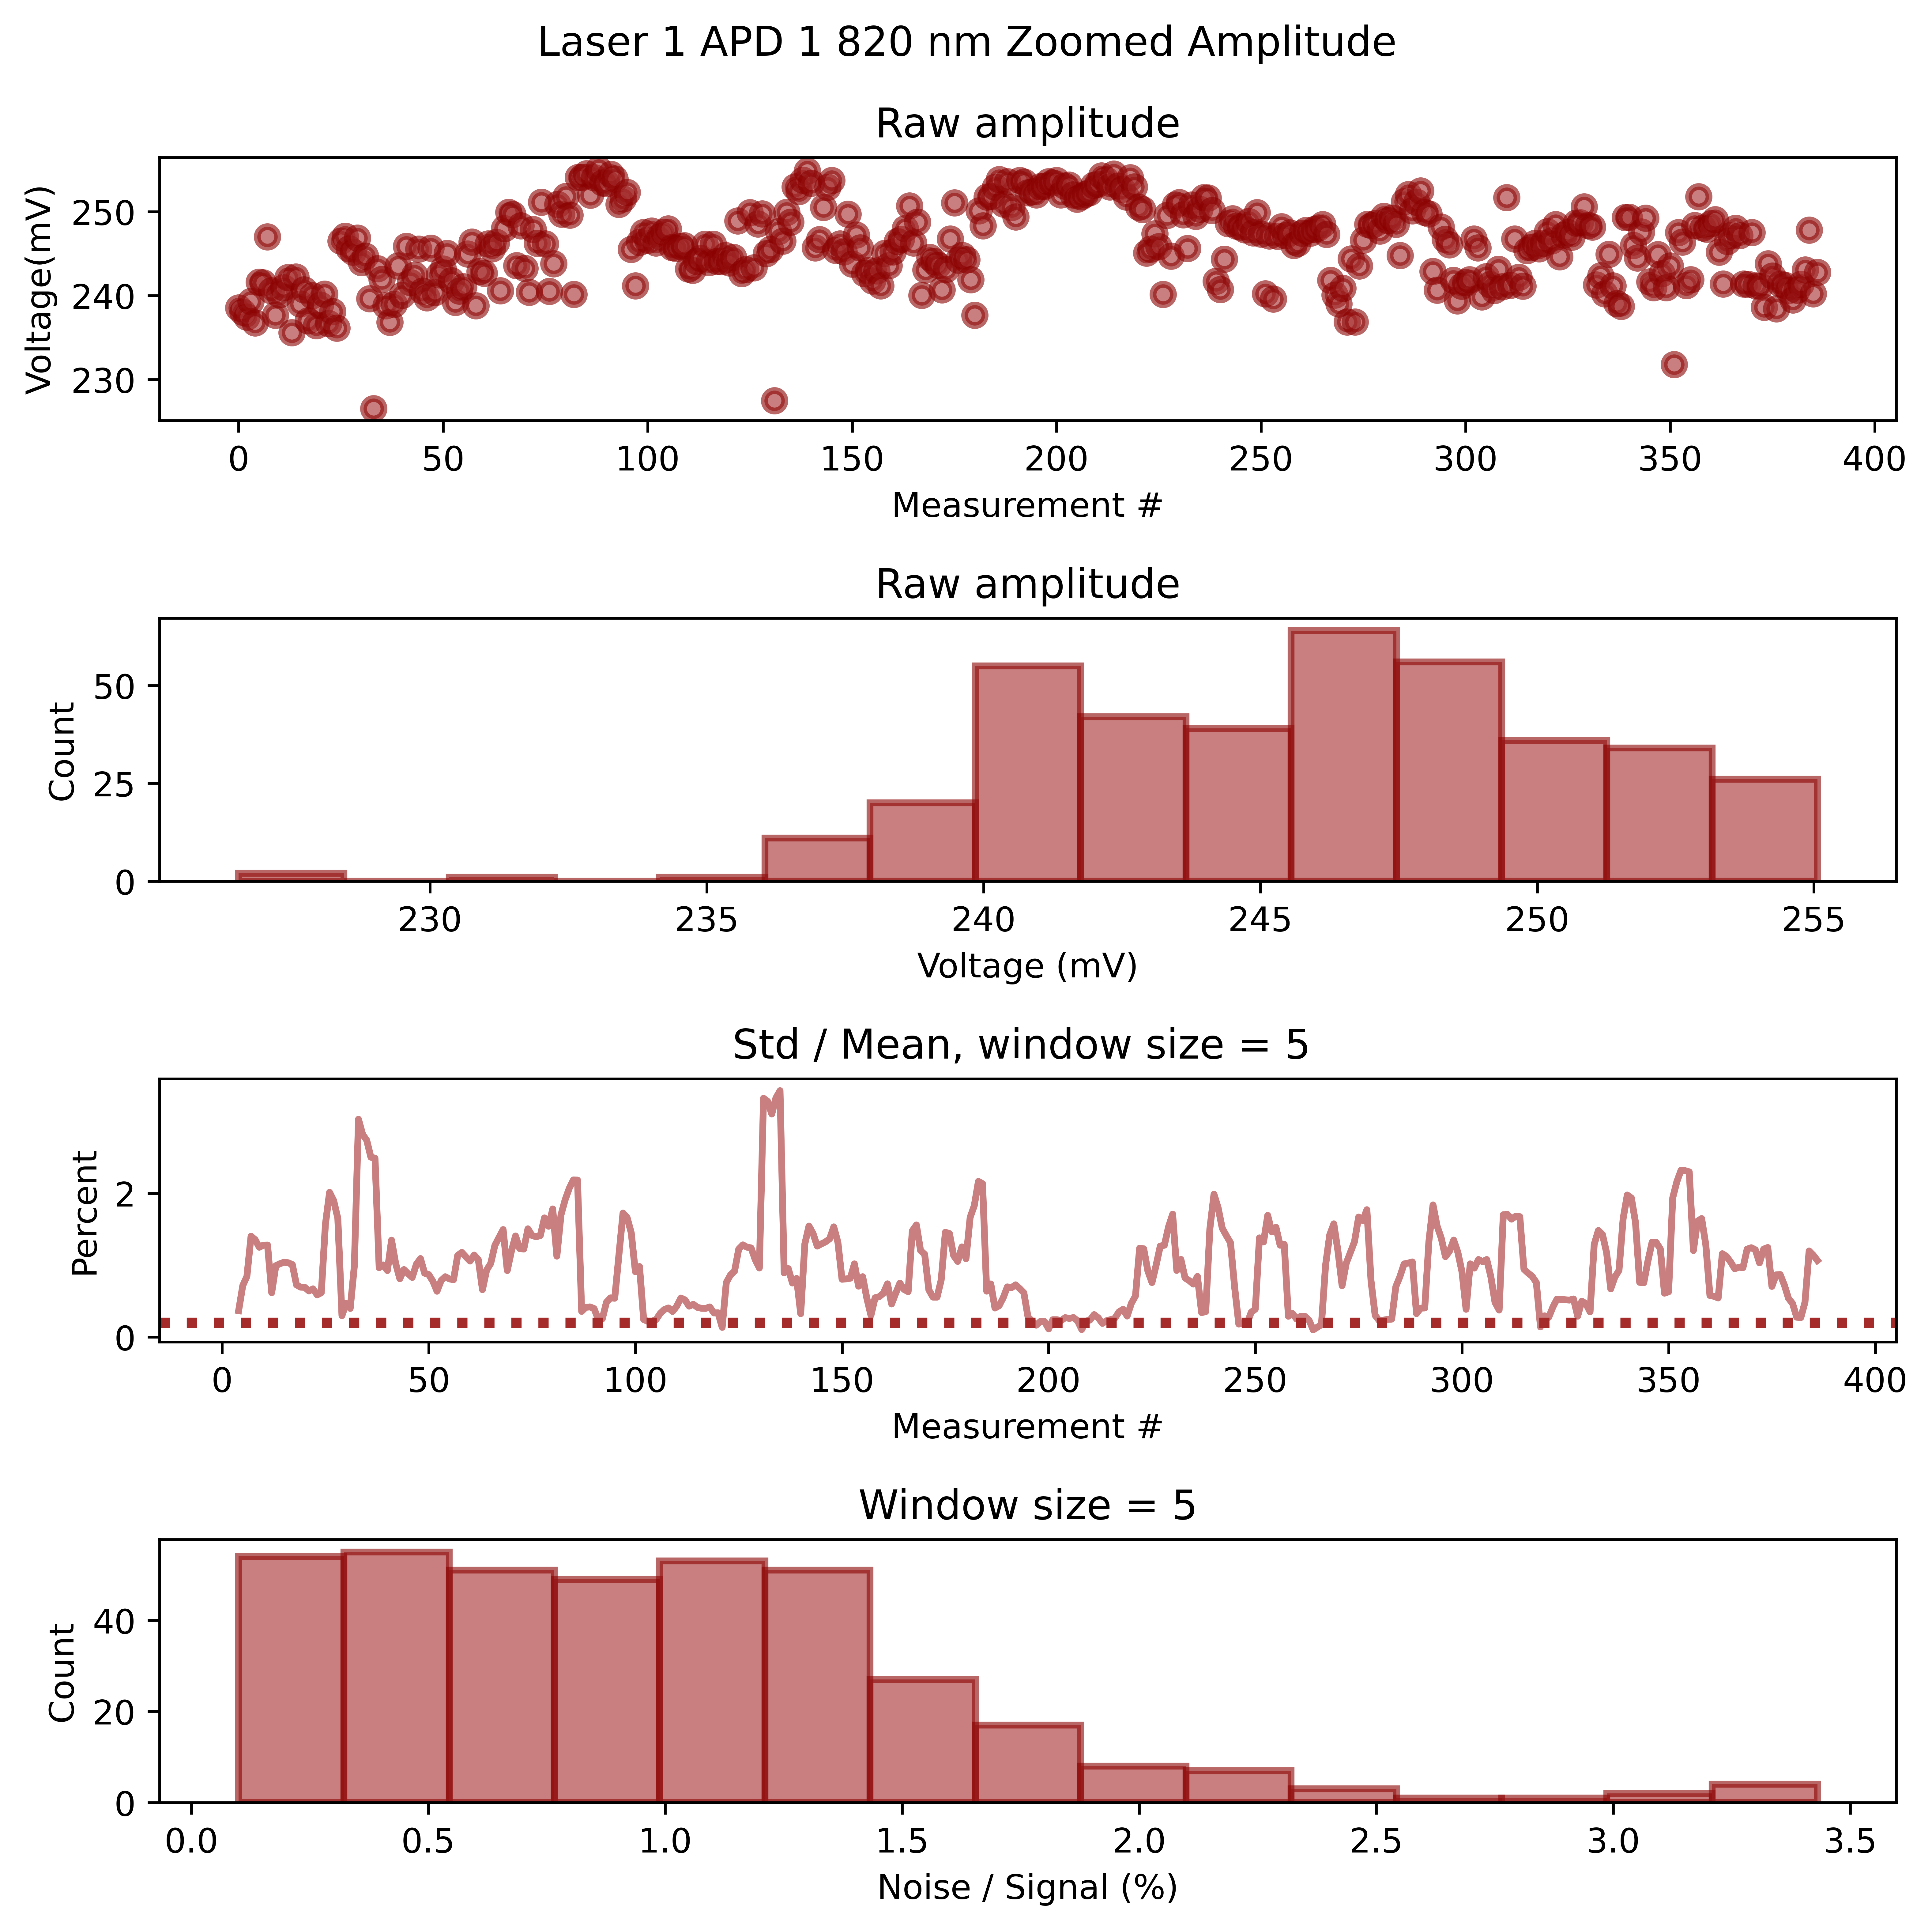 Laser 1 APD 1 820 nm Zoomed Amplitude
Raw amplitude
Voltage(mV)
250
240
230
0 50 100 150 200 250 300 350 400
Measurement #
Raw amplitude
Count
50
25
0
230 235 240 245 250 255
Voltage (mV)
Std / Mean, window size = 5
Percent
2
0
0 50 100 150 200 250 300 350 400
Measurement #
Window size = 5
Count
40
20
0
0.0 0.5 1.0 1.5 2.0 2.5 3.0 3.5
Noise / Signal (%)